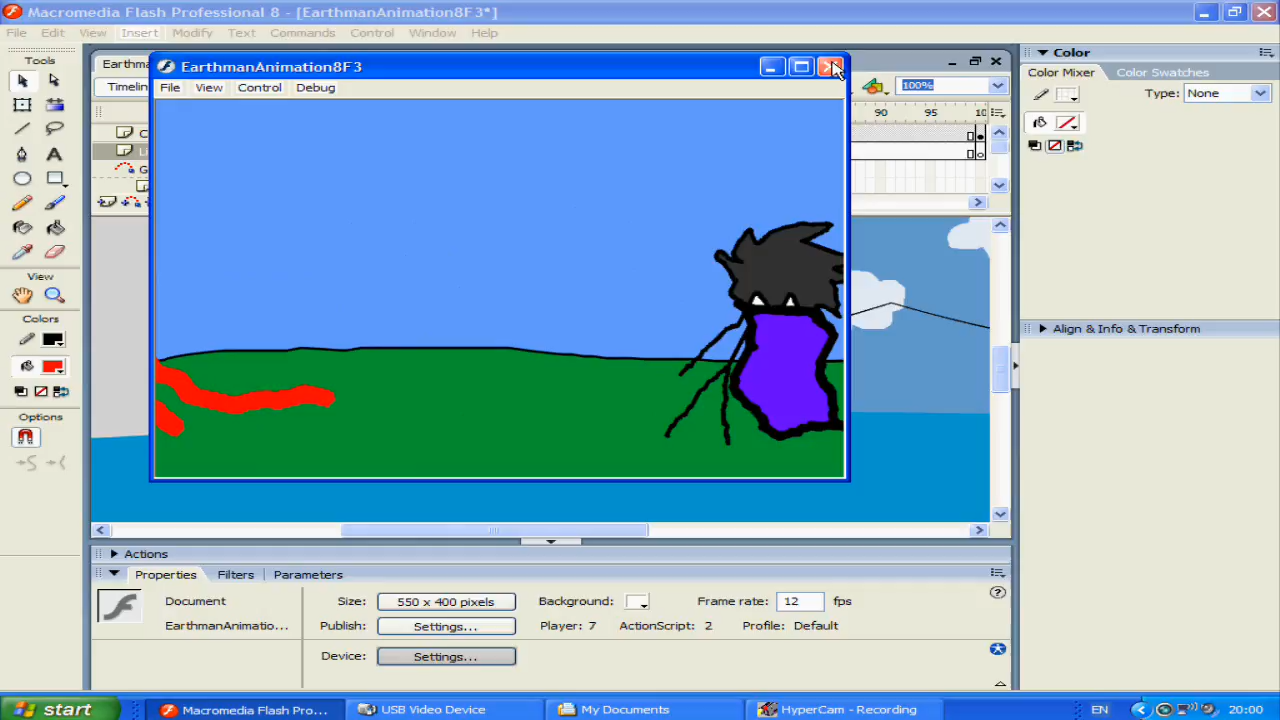 Macromedia Flash Professional 8 - [EarthmanAnimation8F3*]
File Edit View Insert Modify Text Commands Control Window Help
Tools
View
Colors
Options
Earthma
Timelin
EarthmanAnimation8F3
File View Control Debug
100%
90 95 10
C
G
Color
Color Mixer Color Swatches
Type: None
Align & Info & Transform
Actions
Properties Filters Parameters
Document
EarthmanAnimatio...
Size: 550 x 400 pixels Background: Frame rate: 12 fps
Publish: Settings... Player: 7 ActionScript: 2 Profile: Default
Device: Settings...
start Macromedia Flash Pro... USB Video Device My Documents HyperCam - Recording EN 20:00